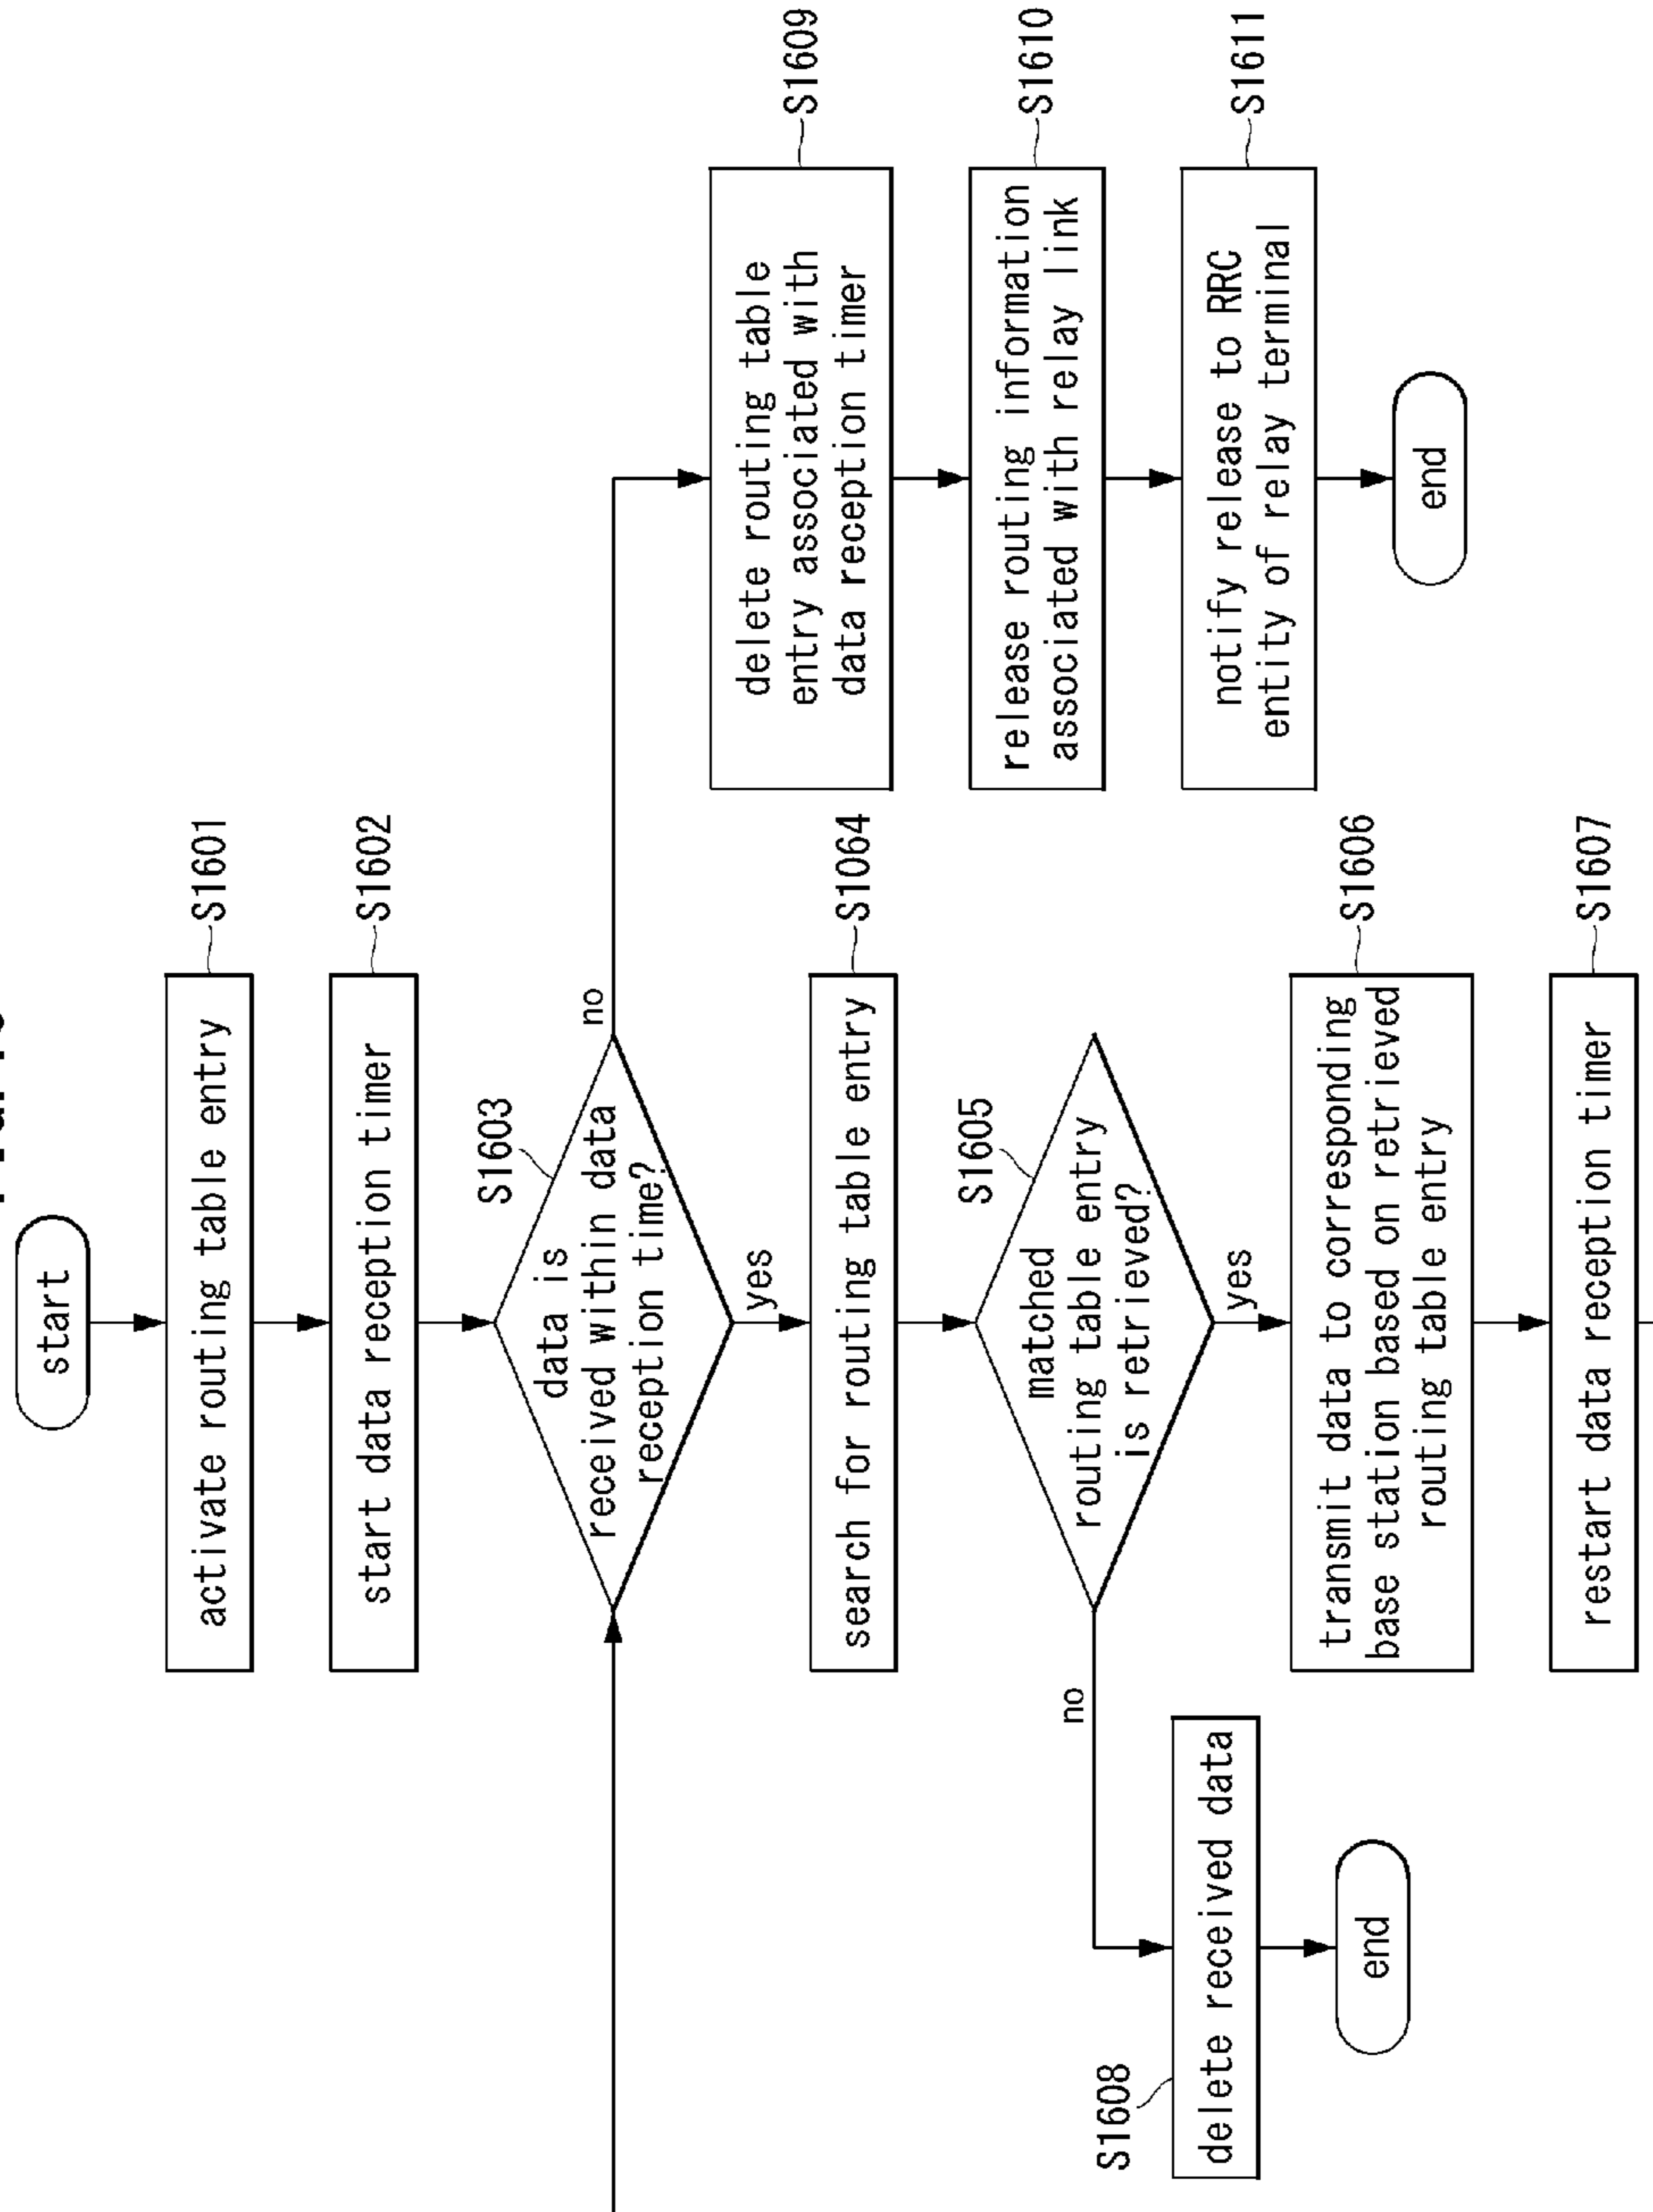 start
activate routing table entry
S1601
start data reception timer
S1602
S1603
data is
received within data
reception time?
no
yes
search for routing table entry
S1064
S1605
matched
routing table entry
is retrieved?
no
yes
transmit data to corresponding
base station based on retrieved
routing table entry
S1606
restart data reception timer
S1607
S1608
delete received data
end
delete routing table
entry associated with
data reception timer
S1609
release routing information
associated with relay link
S1610
notify release to RRC
entity of relay terminal
S1611
end